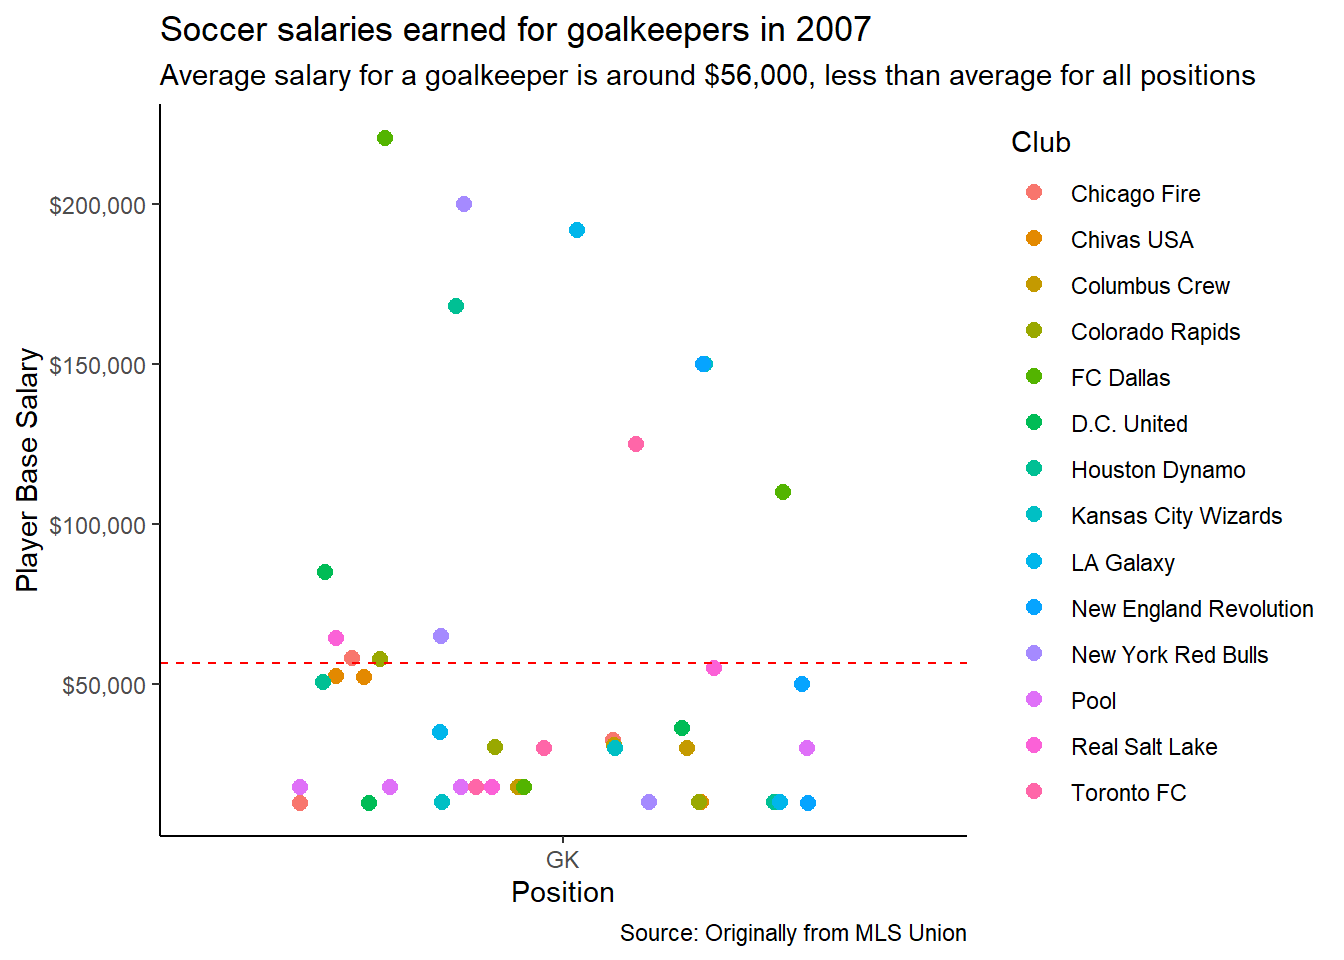 Soccer salaries earned for goalkeepers in 2007
Average salary for a goalkeeper is around $56,000, less than average for all positions
Player Base Salary
$200,000
$150,000
$100,000
$50,000
GK
Position
Club
Chicago Fire
Chivas USA
Columbus Crew
Colorado Rapids
FC Dallas
D.C. United
Houston Dynamo
Kansas City Wizards
LA Galaxy
New England Revolution
New York Red Bulls
Pool
Real Salt Lake
Toronto FC
Source: Originally from MLS Union